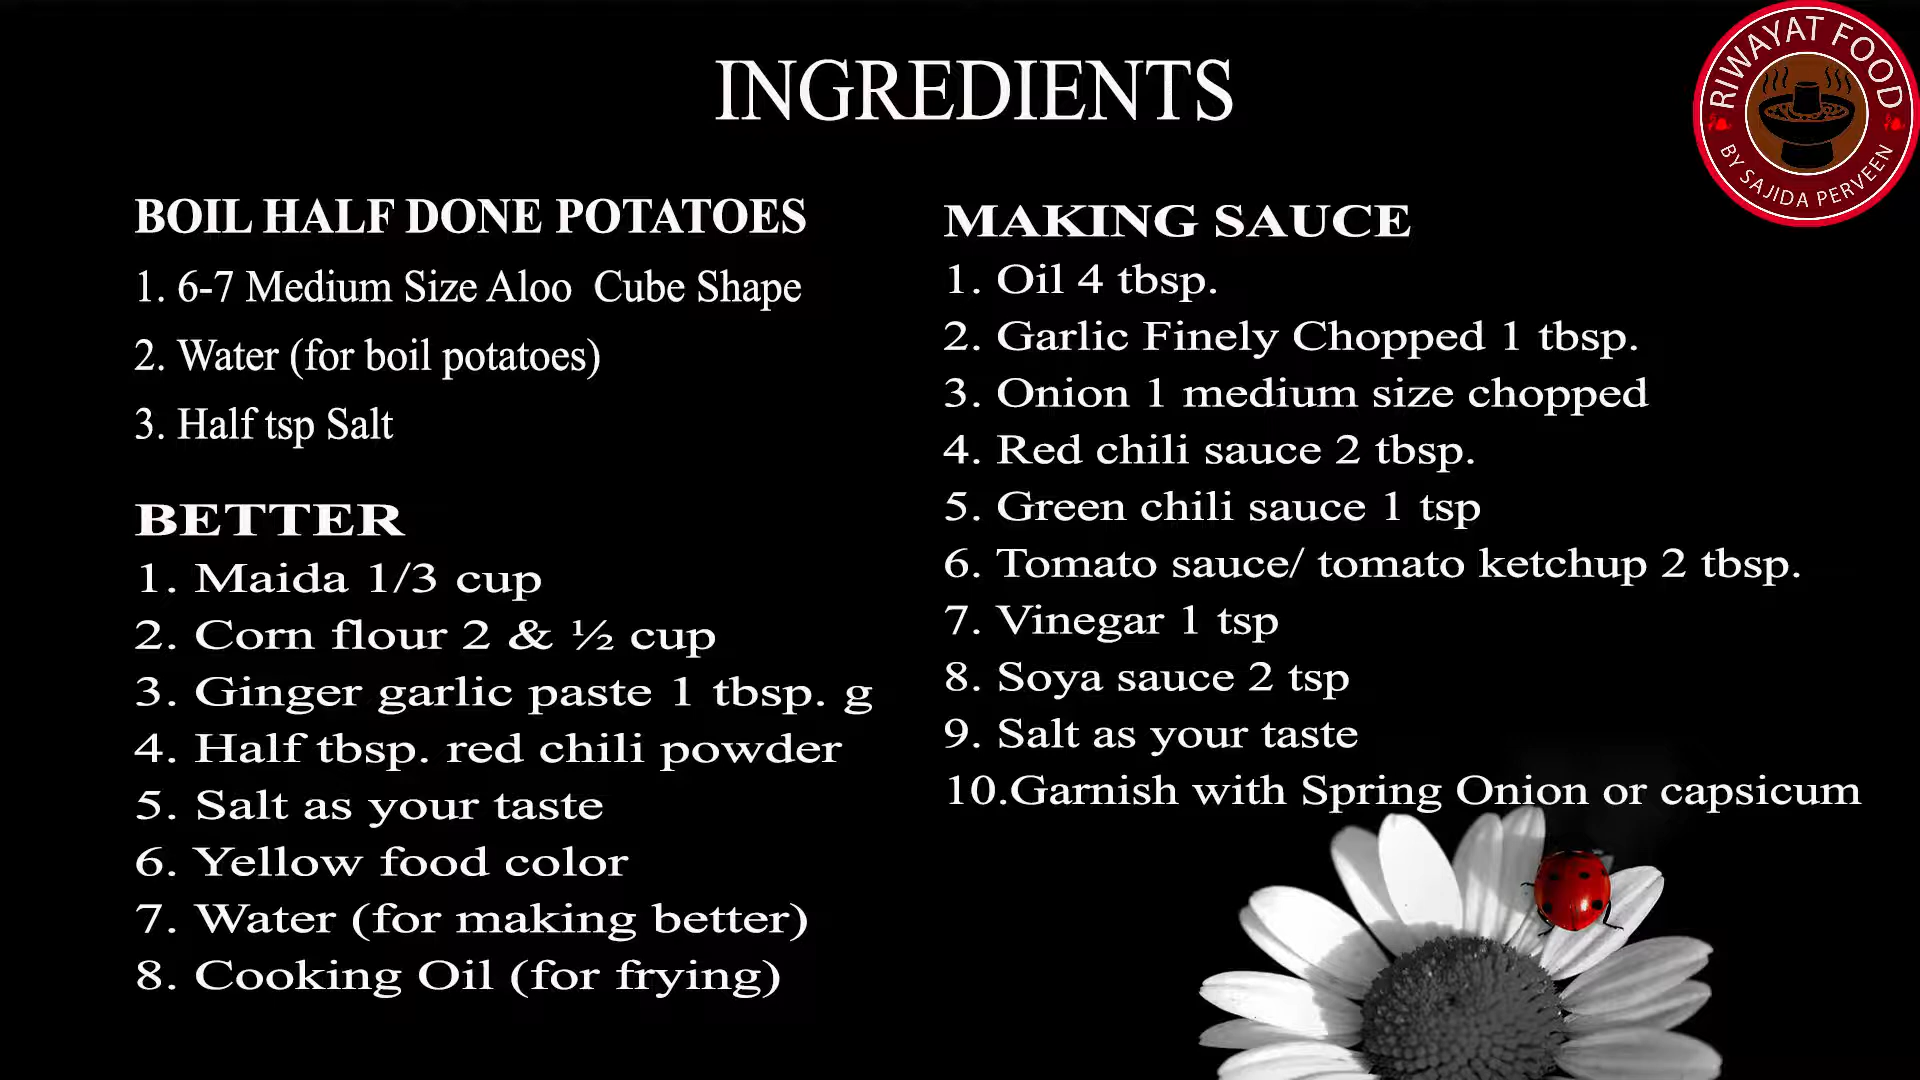 INGREDIENTS
RIWAYAT FOOD
BY SAJIDA PERVEEN
BOIL HALF DONE POTATOES
1. 6-7 Medium Size Aloo  Cube Shape
2. Water (for boil potatoes)
3. Half tsp Salt
BETTER
1. Maida 1/3 cup
2. Corn flour 2 & ½ cup
3. Ginger garlic paste 1 tbsp. g
4. Half tbsp. red chili powder
5. Salt as your taste
6. Yellow food color
7. Water (for making better)
8. Cooking Oil (for frying)
MAKING SAUCE
1. Oil 4 tbsp.
2. Garlic Finely Chopped 1 tbsp.
3. Onion 1 medium size chopped
4. Red chili sauce 2 tbsp.
5. Green chili sauce 1 tsp
6. Tomato sauce/ tomato ketchup 2 tbsp.
7. Vinegar 1 tsp
8. Soya sauce 2 tsp
9. Salt as your taste
10.Garnish with Spring Onion or capsicum